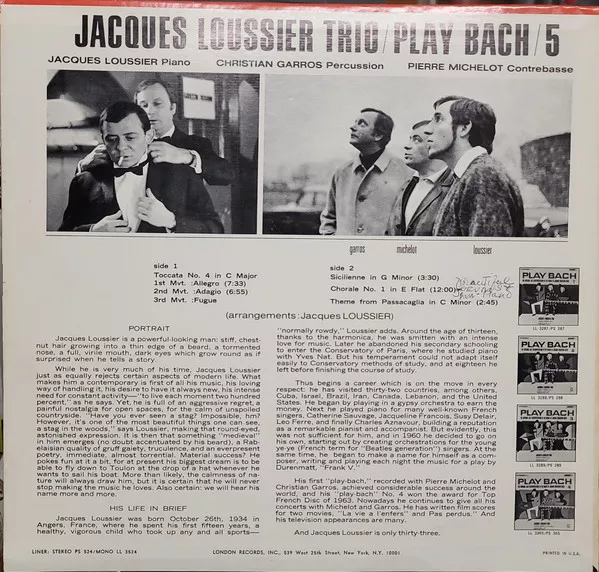 JACQUES LOUSSIER TRIO/PLAY BACH/5
JACQUES LOUSSIER Piano CHRISTIAN GARROS Percussion PIERRE MICHELOT Contrebasse
garros michelot loussier
side 1
Toccata No. 4 in C Major
1st Mvt. :Allegro (7:33)
2nd Mvt. :Adagio (6:55)
3rd Mvt. :Fugue
side 2
Sicilienne in G Minor (3:30)
Chorale No. 1 in E Flat (12:00)
Theme from Passacaglia in C Minor (2:45)
(arrangements : Jacques LOUSSIER)
PORTRAIT
Jacques Loussier is a powerful-looking man: stiff, chest-
nut hair growing into a thin edge of a beard, a tormented
nose, a full, virile mouth, dark eyes which grow round as if
surprised when he tells a story.
While he is very much of his time, Jacques Loussier
just as equally rejects certain aspects of modern life. What
makes him a contemporary is first of all his music, his loving
way of handling it, his desire to have it always new, his intense
need for constant activity—"to live each moment two hundred
percent," as he says. Yet, he is full of an aggressive regret, a
painful nostalgia for open spaces, for the calm of unspoiled
countryside. "Have you ever seen a stag? Impossible, hm?
However, it's one of the most beautiful things one can see,
a stag in the woods," says Loussier, making that round-eyed,
astonished expression. It is then that something "medieval"
in him emerges (no doubt accentuated by his beard), a Rab-
elaisian quality of gruff gaiety, truculence, and an ever-present
poetry, immediate, almost torrential. Material success? He
pokes fun at it a bit, for at present his biggest dream is to be
able to fly down to Toulon at the drop of a hat whenever he
wants to sail his boat. More than likely, the calmness of na-
ture will always draw him, but it is certain that he will never
stop making the music he loves. Also certain: we will hear his
name more and more.
HIS LIFE IN BRIEF
Jacques Loussier was born October 26th, 1934 in
Angers, France, where he spent his first fifteen years, a
healthy, vigorous child who took up any and all sports—
"normally rowdy," Loussier adds. Around the age of thirteen,
thanks to the harmonica, he was smitten with an intense
love for music. Later he abandoned his secondary schooling
to enter the Conservatory of Paris, where he studied piano
with Yves Nat. But his temperament could not adapt itself
easily to Conservatory methods of study, and at eighteen he
left before finishing the course of study.
Thus begins a career which is on the move in every
respect; he has visited thirty-two countries, among others,
Cuba, Israel, Brazil, Iran, Canada, Lebanon, and the United
States. He began by playing in a gypsy orchestra to earn the
money. Next he played piano for many well-known French
singers, Catherine Sauvage, Jacqueline Francois, Susy Delair,
Leo Ferre, and finally Charles Aznavour, building a reputation
as a remarkable pianist and accompanist. But evidently, this
was not sufficient for him, and in 1960 he decided to go on
his own, starting out by creating orchestrations for the young
ye-ye (French term for "Beatles generation") singers. At the
same time, he began to make a name for himself as a com-
poser, writing and playing each night the music for a play by
Durenmatt, "Frank V."
His first "play-bach," recorded with Pierre Michelot and
Christian Garros, achieved considerable success around the
world, and his "play-bach" No. 4 won the award for Top
French Disc of 1963. Nowadays he continues to give all his
concerts with Michelot and Garros. He has written film scores
for two movies, "La vie a l'enfers" and "Pas perdus." And
his television appearances are many.
And Jacques Loussier is only thirty-three.
PLAY BACH
LL 3287/PS 287
PLAY BACH
LL 3288/PS 288
PLAY BACH
LL 3289/PS 289
PLAY BACH
LL 3365/PS 365
LINER: STEREO PS 524/MONO LL 3524 LONDON RECORDS, INC., 539 West 25th Street, New York, N.Y. 10001 PRINTED IN U.S.A.